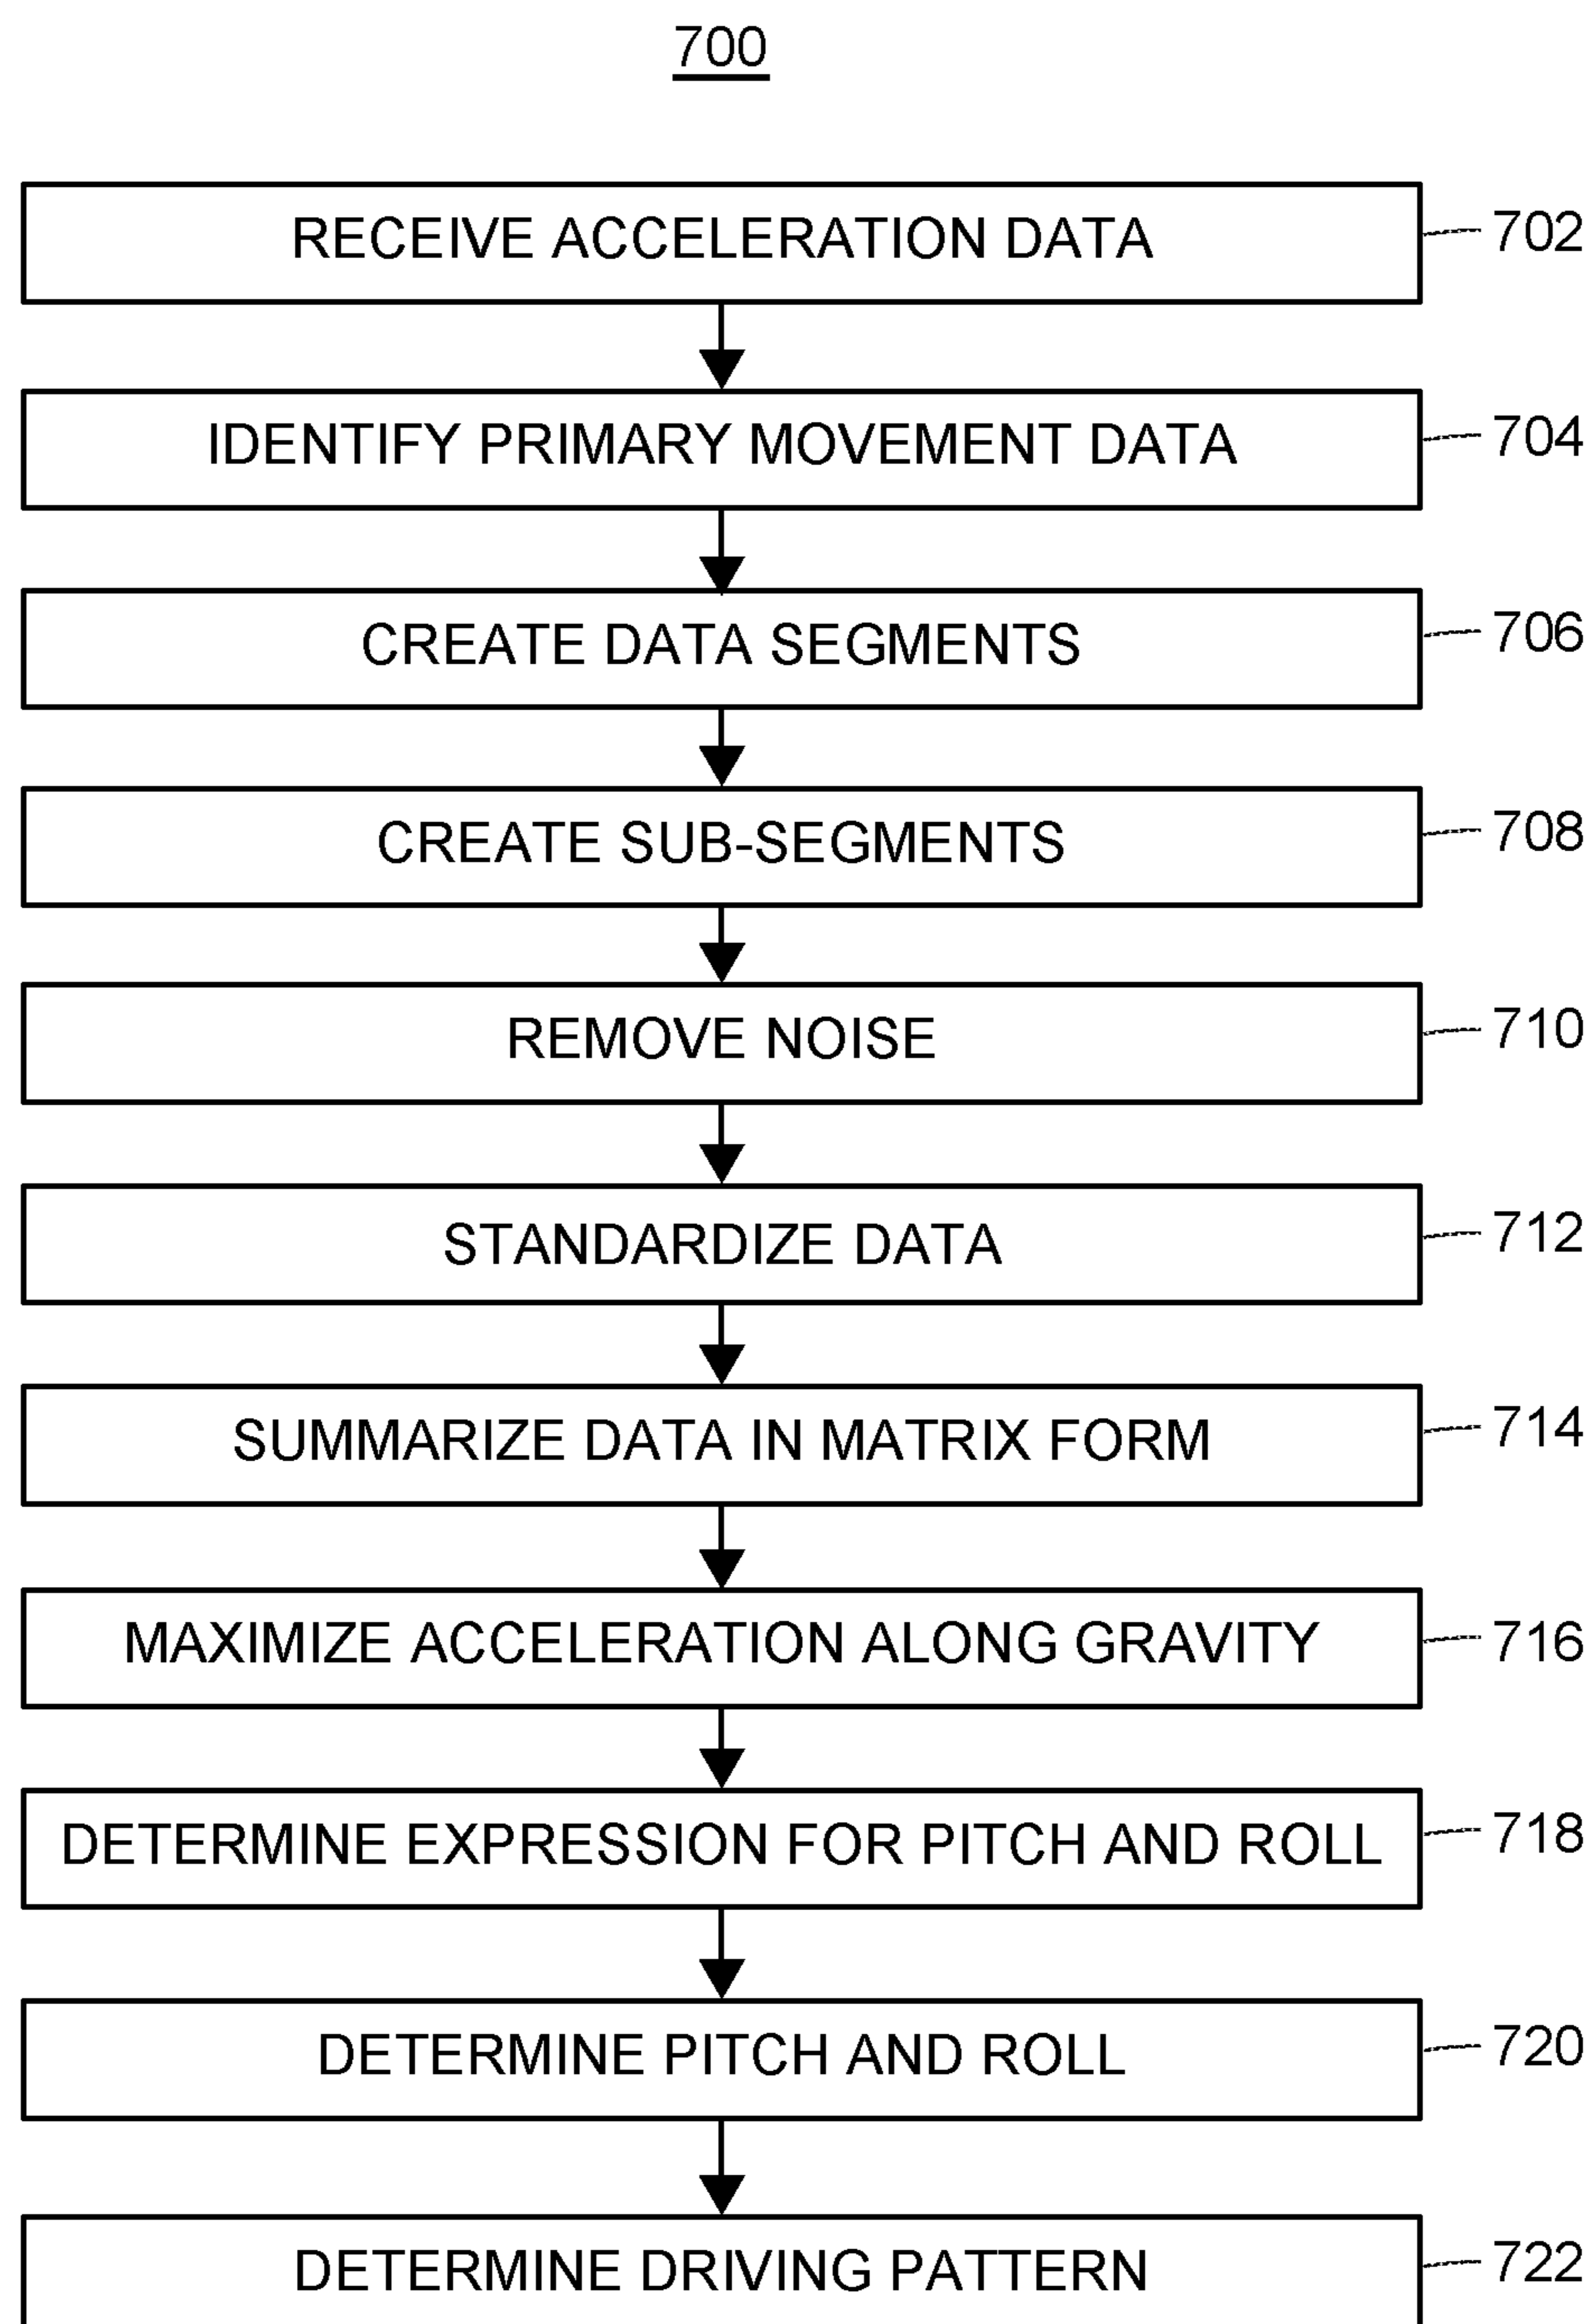 700
RECEIVE ACCELERATION DATA 702
IDENTIFY PRIMARY MOVEMENT DATA 704
CREATE DATA SEGMENTS 706
CREATE SUB-SEGMENTS 708
REMOVE NOISE 710
STANDARDIZE DATA 712
SUMMARIZE DATA IN MATRIX FORM 714
MAXIMIZE ACCELERATION ALONG GRAVITY 716
DETERMINE EXPRESSION FOR PITCH AND ROLL 718
DETERMINE PITCH AND ROLL 720
DETERMINE DRIVING PATTERN 722